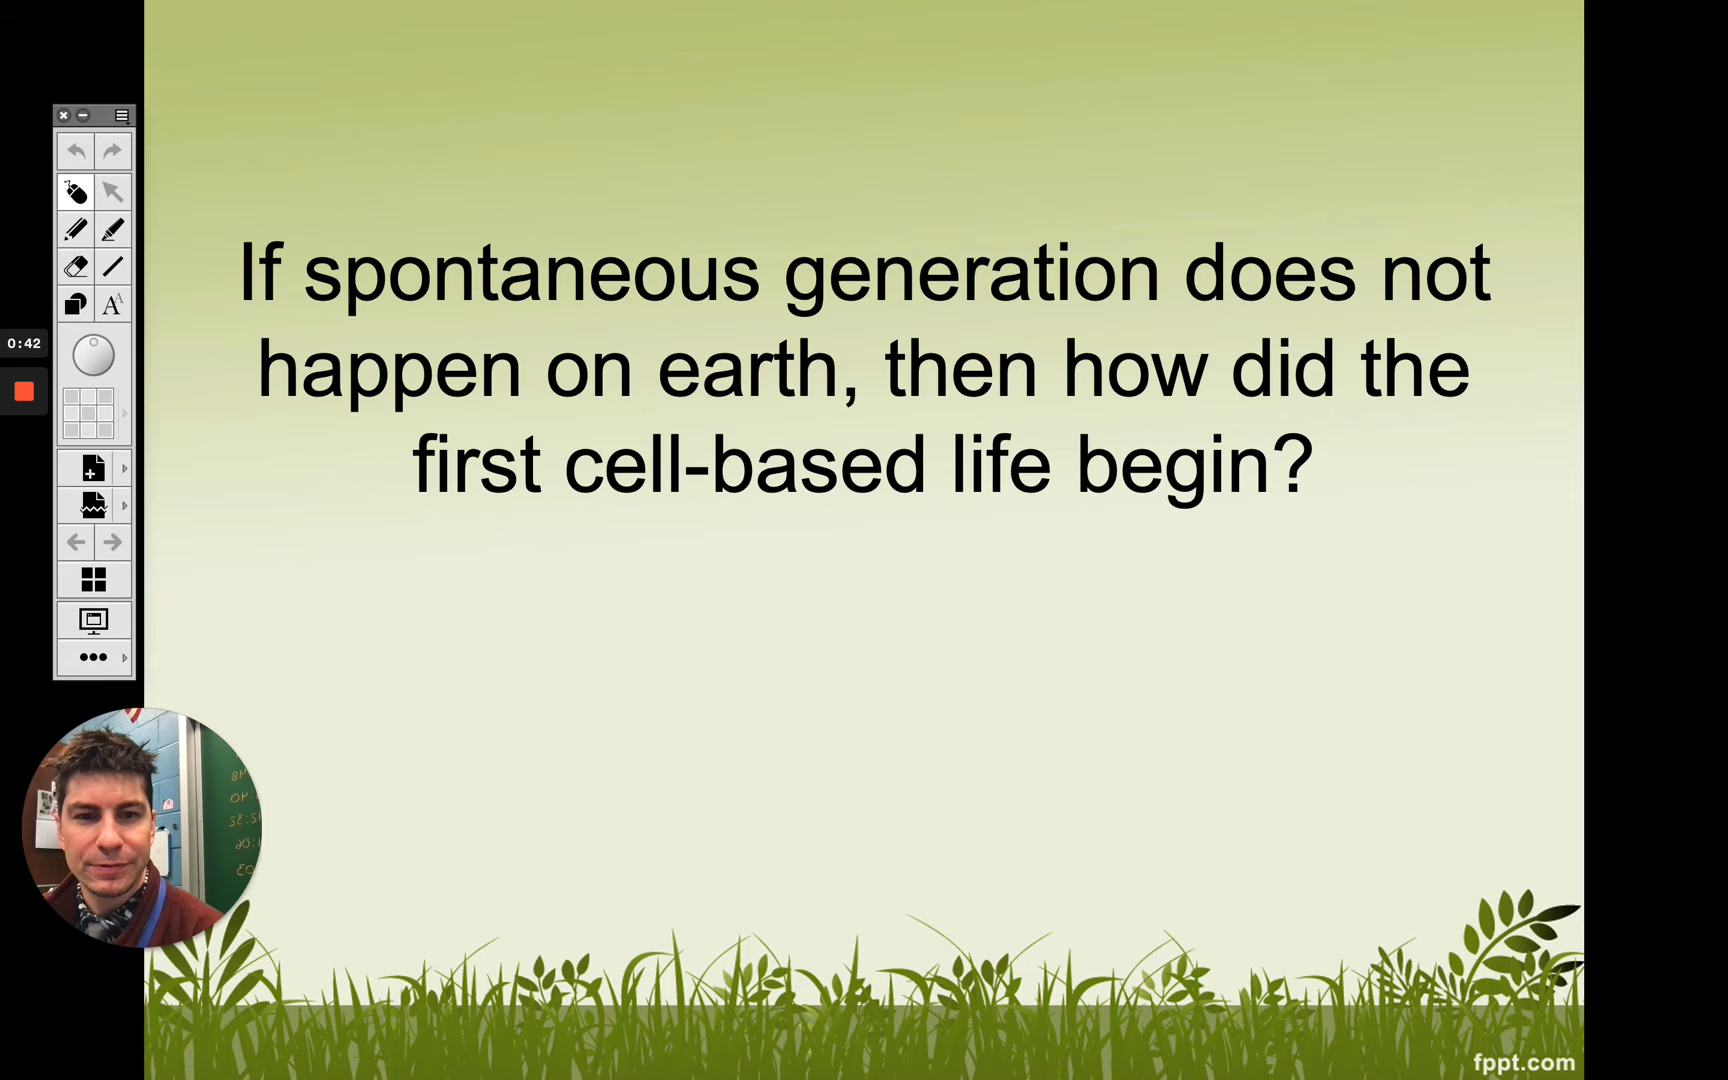 If spontaneous generation does not
happen on earth, then how did the
first cell-based life begin?
0:42
fppt.com